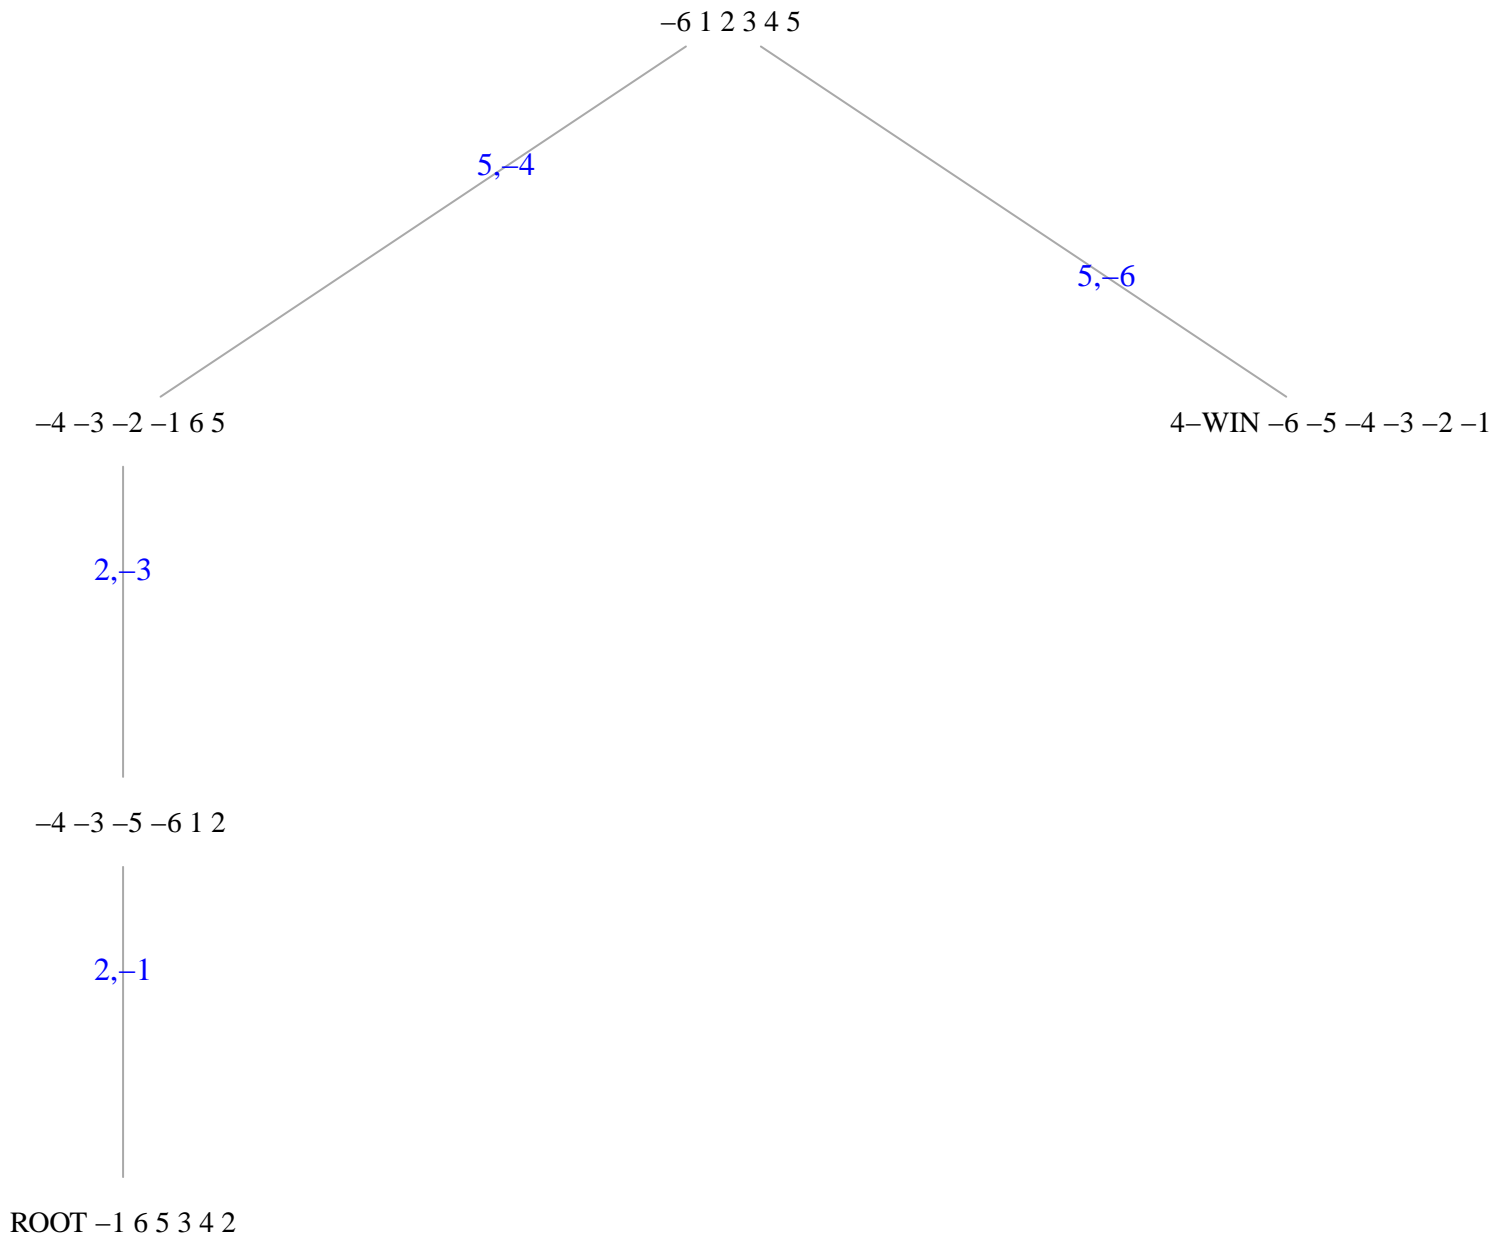 –6 1 2 3 4 5
5,–4
5,–6
–4 –3 –2 –1 6 5
4–WIN –6 –5 –4 –3 –2 –1
2,–3
–4 –3 –5 –6 1 2
2,–1
ROOT –1 6 5 3 4 2